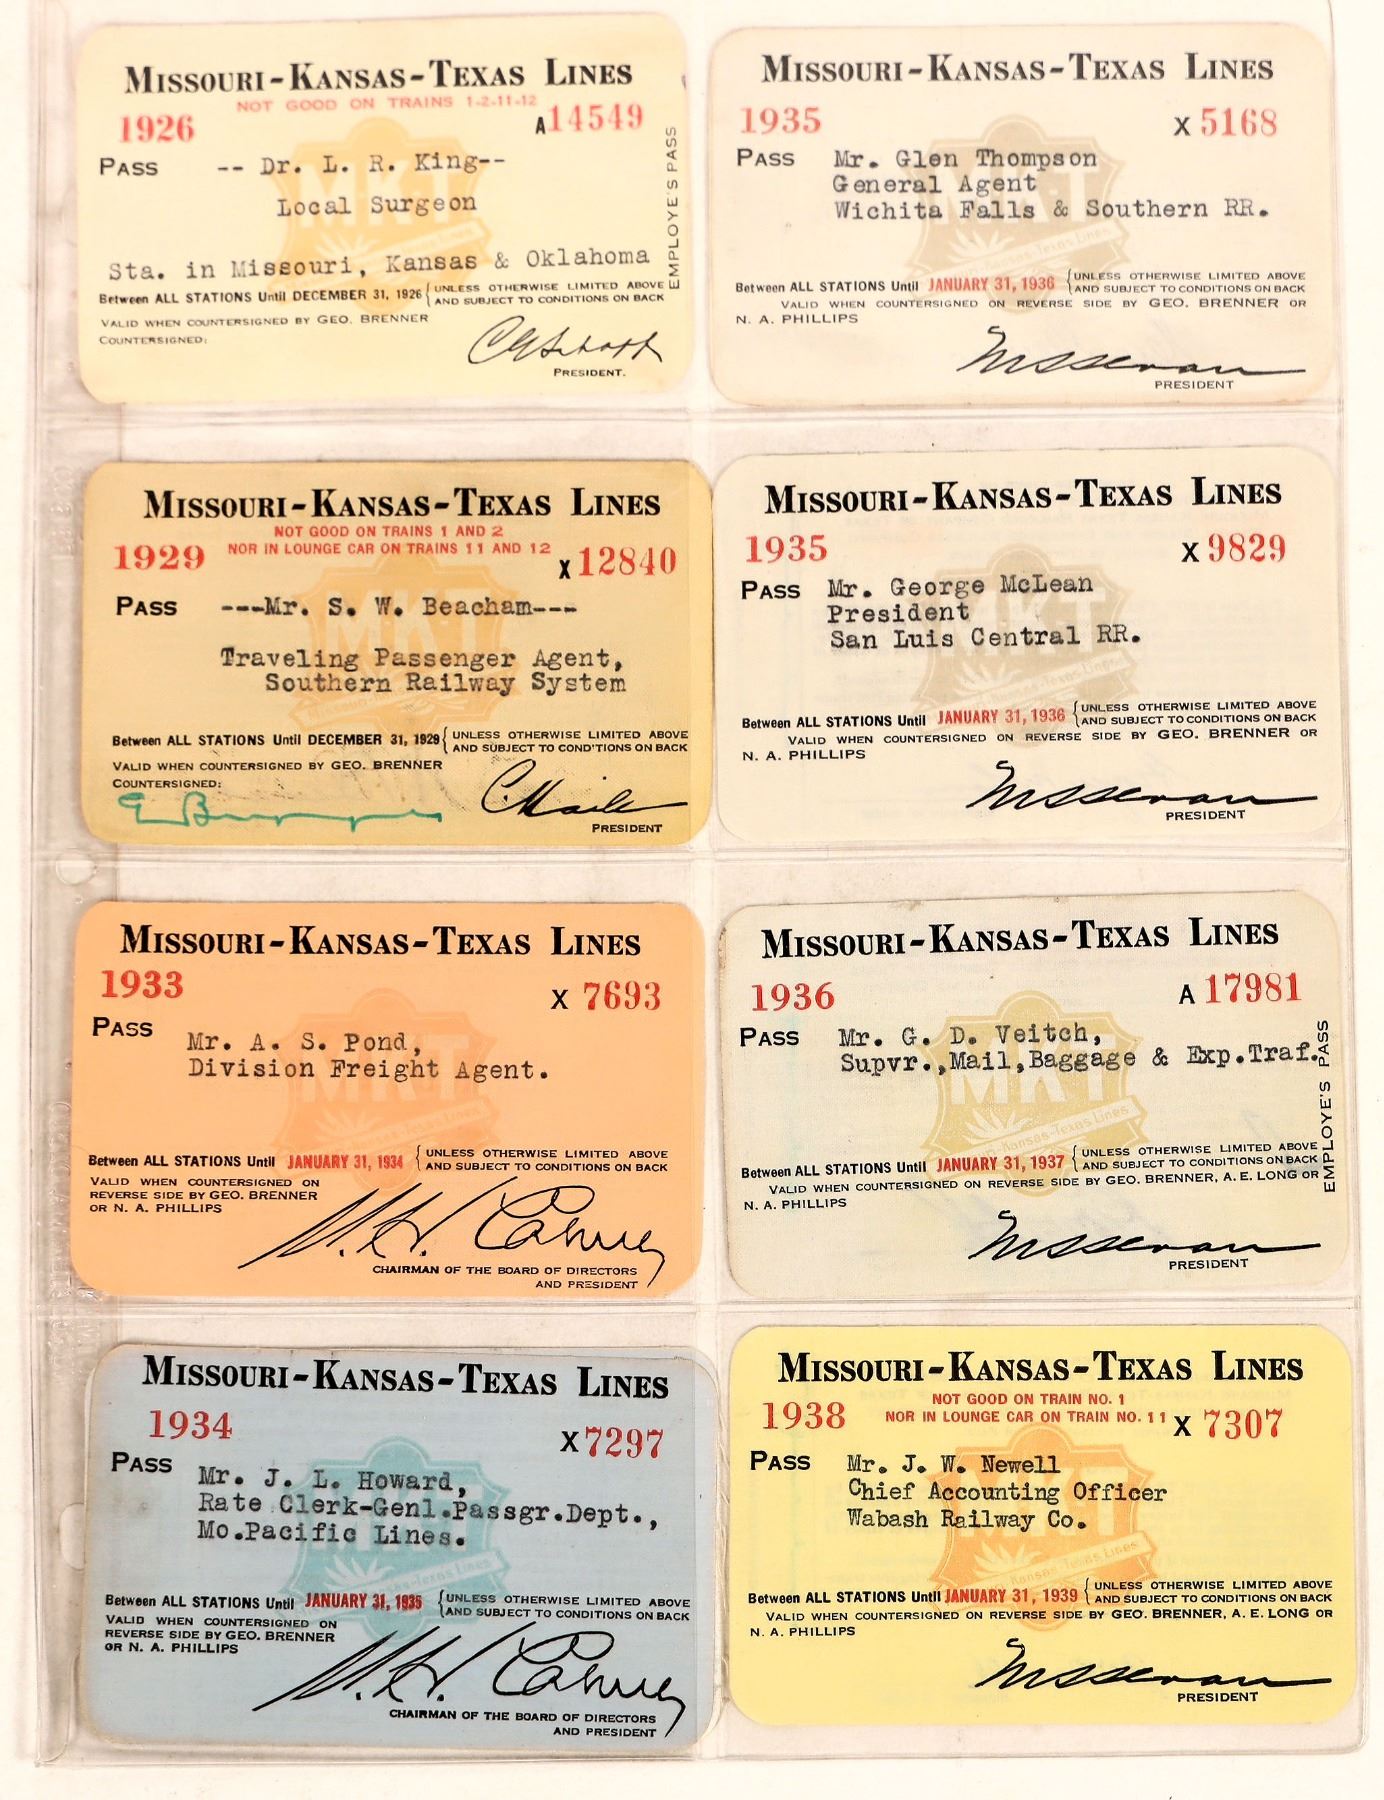 MISSOURI-KANSAS-TEXAS LINES
NOT GOOD ON TRAINS 1-2-11-12
1926 A14549
PASS -- Dr. L. R. King--
Local Surgeon
Sta. in Missouri, Kansas & Oklahoma
Between ALL STATIONS Until DECEMBER 31, 1926 { UNLESS OTHERWISE LIMITED ABOVE
AND SUBJECT TO CONDITIONS ON BACK
VALID WHEN COUNTERSIGNED BY GEO. BRENNER
COUNTERSIGNED:
PRESIDENT.
EMPLOYE'S PASS
MKT
MISSOURI-KANSAS-TEXAS LINES
1935 X 5168
PASS Mr. Glen Thompson
General Agent
Wichita Falls & Southern RR.
Between ALL STATIONS Until JANUARY 31, 1936 { UNLESS OTHERWISE LIMITED ABOVE
AND SUBJECT TO CONDITIONS ON BACK
VALID WHEN COUNTERSIGNED ON REVERSE SIDE BY GEO. BRENNER OR
N. A. PHILLIPS
PRESIDENT
MKT
MISSOURI-KANSAS-TEXAS LINES
NOT GOOD ON TRAINS 1 AND 2
NOR IN LOUNGE CAR ON TRAINS 11 AND 12
1929 X12840
PASS ---Mr. S. W. Beacham---
Traveling Passenger Agent,
Southern Railway System
Between ALL STATIONS Until DECEMBER 31, 1929 { UNLESS OTHERWISE LIMITED ABOVE
AND SUBJECT TO COND'TIONS ON BACK
VALID WHEN COUNTERSIGNED BY GEO. BRENNER
COUNTERSIGNED:
PRESIDENT
MKT
MISSOURI-KANSAS-TEXAS LINES
1935 X 9829
PASS Mr. George McLean
President
San Luis Central RR.
Between ALL STATIONS Until JANUARY 31, 1936 { UNLESS OTHERWISE LIMITED ABOVE
AND SUBJECT TO CONDITIONS ON BACK
VALID WHEN COUNTERSIGNED ON REVERSE SIDE BY GEO. BRENNER OR
N. A. PHILLIPS
PRESIDENT
MKT
MISSOURI-KANSAS-TEXAS LINES
1933 X 7693
PASS
Mr. A. S. Pond,
Division Freight Agent.
Between ALL STATIONS Until JANUARY 31, 1934 { UNLESS OTHERWISE LIMITED ABOVE
AND SUBJECT TO CONDITIONS ON BACK
VALID WHEN COUNTERSIGNED ON
REVERSE SIDE BY GEO. BRENNER
OR N. A. PHILLIPS
CHAIRMAN OF THE BOARD OF DIRECTORS
AND PRESIDENT
MKT
MISSOURI-KANSAS-TEXAS LINES
1936 A 17981
PASS Mr. G. D. Veitch,
Supvr.,Mail,Baggage & Exp.Traf.
Between ALL STATIONS Until JANUARY 31, 1937 { UNLESS OTHERWISE LIMITED ABOVE
AND SUBJECT TO CONDITIONS ON BACK
VALID WHEN COUNTERSIGNED ON REVERSE SIDE BY GEO. BRENNER, A. E. LONG OR
N. A. PHILLIPS
PRESIDENT
EMPLOYE'S PASS
MKT
Kansas-Texas Lines
MISSOURI-KANSAS-TEXAS LINES
1934 X7297
PASS Mr. J. L. Howard,
Rate Clerk-Genl.Passgr.Dept.,
Mo.Pacific Lines.
Between ALL STATIONS Until JANUARY 31, 1935 { UNLESS OTHERWISE LIMITED ABOVE
AND SUBJECT TO CONDITIONS ON BACK
VALID WHEN COUNTERSIGNED ON
REVERSE SIDE BY GEO. BRENNER
OR N. A. PHILLIPS
CHAIRMAN OF THE BOARD OF DIRECTORS
AND PRESIDENT
MISSOURI-KANSAS-TEXAS LINES
NOT GOOD ON TRAIN NO. 1
NOR IN LOUNGE CAR ON TRAIN NO. 11
1938 X 7307
PASS Mr. J. W. Newell
Chief Accounting Officer
Wabash Railway Co.
Between ALL STATIONS Until JANUARY 31, 1939 { UNLESS OTHERWISE LIMITED ABOVE
AND SUBJECT TO CONDITIONS ON BACK
VALID WHEN COUNTERSIGNED ON REVERSE SIDE BY GEO. BRENNER, A. E. LONG OR
N. A. PHILLIPS
PRESIDENT
MKT
Kansas-Texas Lines